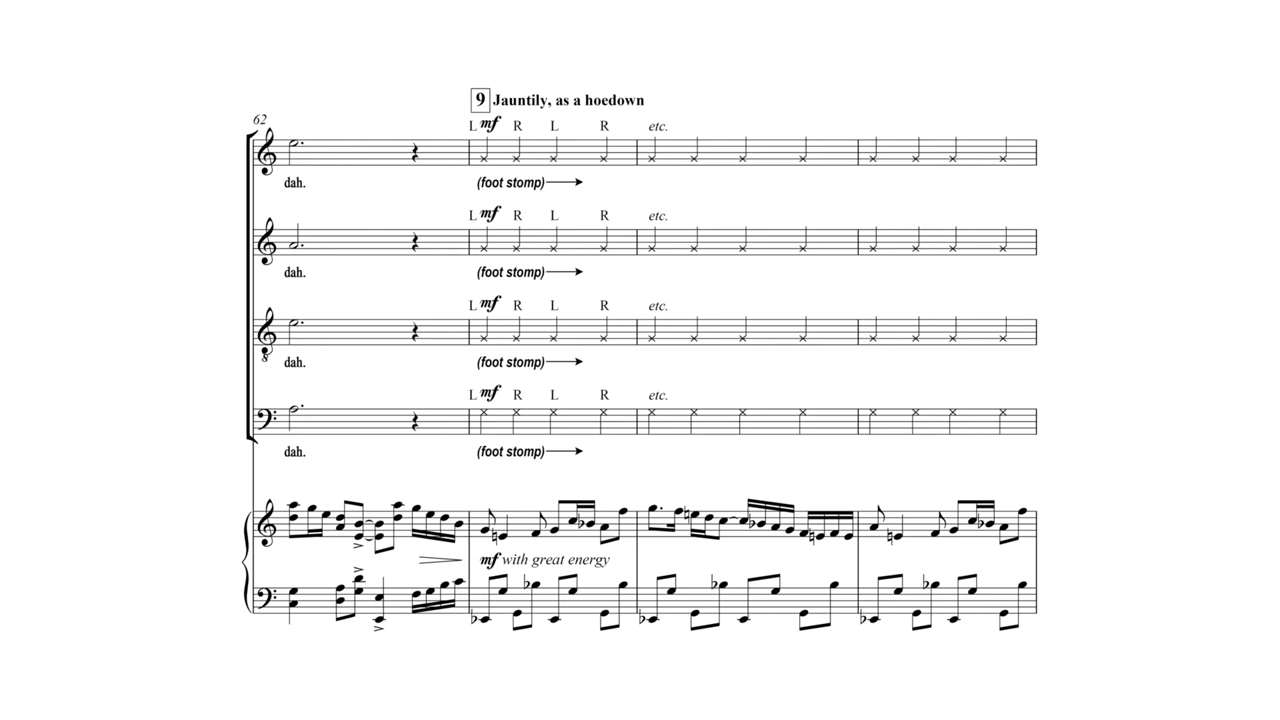 9 Jauntily, as a hoedown
62
L mf R L R etc.
dah. (foot stomp)
L mf R L R etc.
dah. (foot stomp)
L mf R L R etc.
8
dah. (foot stomp)
L mf R L R etc.
dah. (foot stomp)
mf with great energy